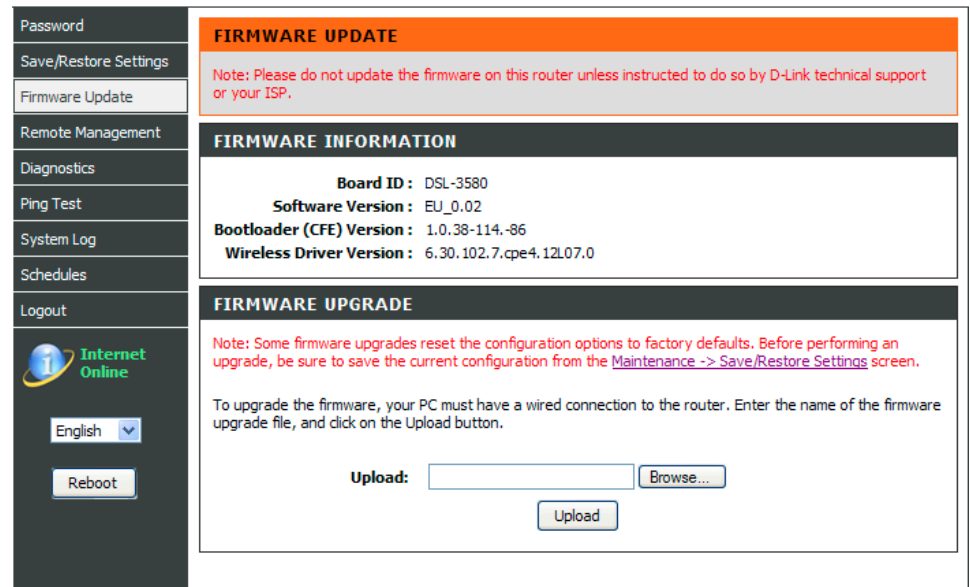 Password
Save/Restore Settings
Firmware Update
Remote Management
Diagnostics
Ping Test
System Log
Schedules
Logout
Internet
Online
English
Reboot
FIRMWARE UPDATE
Note: Please do not update the firmware on this router unless instructed to do so by D-Link technical support
or your ISP.
FIRMWARE INFORMATION
Board ID : DSL-3580
Software Version : EU_0.02
Bootloader (CFE) Version : 1.0.38-114.-86
Wireless Driver Version : 6.30.102.7.cpe4.12L07.0
FIRMWARE UPGRADE
Note: Some firmware upgrades reset the configuration options to factory defaults. Before performing an
upgrade, be sure to save the current configuration from the Maintenance -> Save/Restore Settings screen.
To upgrade the firmware, your PC must have a wired connection to the router. Enter the name of the firmware
upgrade file, and click on the Upload button.
Upload: Browse...
Upload